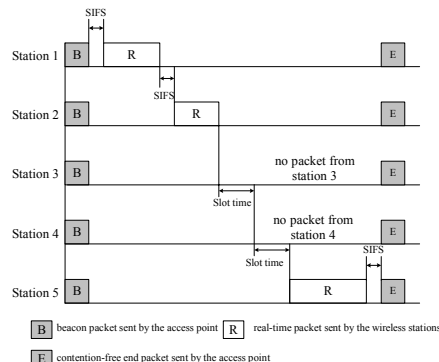 SIFS
Station 1 B R E
SIFS
Station 2 B R E
Station 3 B no packet from station 3 E
Slot time
Station 4 B no packet from station 4 E
Slot time
SIFS
Station 5 B R E
B beacon packet sent by the access point R real-time packet sent by the wireless stations
E contention-free end packet sent by the access point